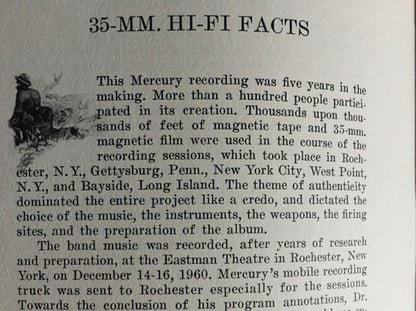 35-MM. HI-FI FACTS
This Mercury recording was five years in the
making. More than a hundred people partici-
pated in its creation. Thousands upon thou-
sands of feet of magnetic tape and 35-mm.
magnetic film were used in the course of the
recording sessions, which took place in Roch-
ester, N.Y., Gettysburg, Penn., New York City, West Point,
N.Y., and Bayside, Long Island. The theme of authenticity
dominated the entire project like a credo, and dictated the
choice of the music, the instruments, the weapons, the firing
sites, and the preparation of the album.
The band music was recorded, after years of research
and preparation, at the Eastman Theatre in Rochester, New
York, on December 14-16, 1960. Mercury's mobile recording
truck was sent to Rochester especially for the sessions.
Towards the conclusion of his program annotations, Dr.